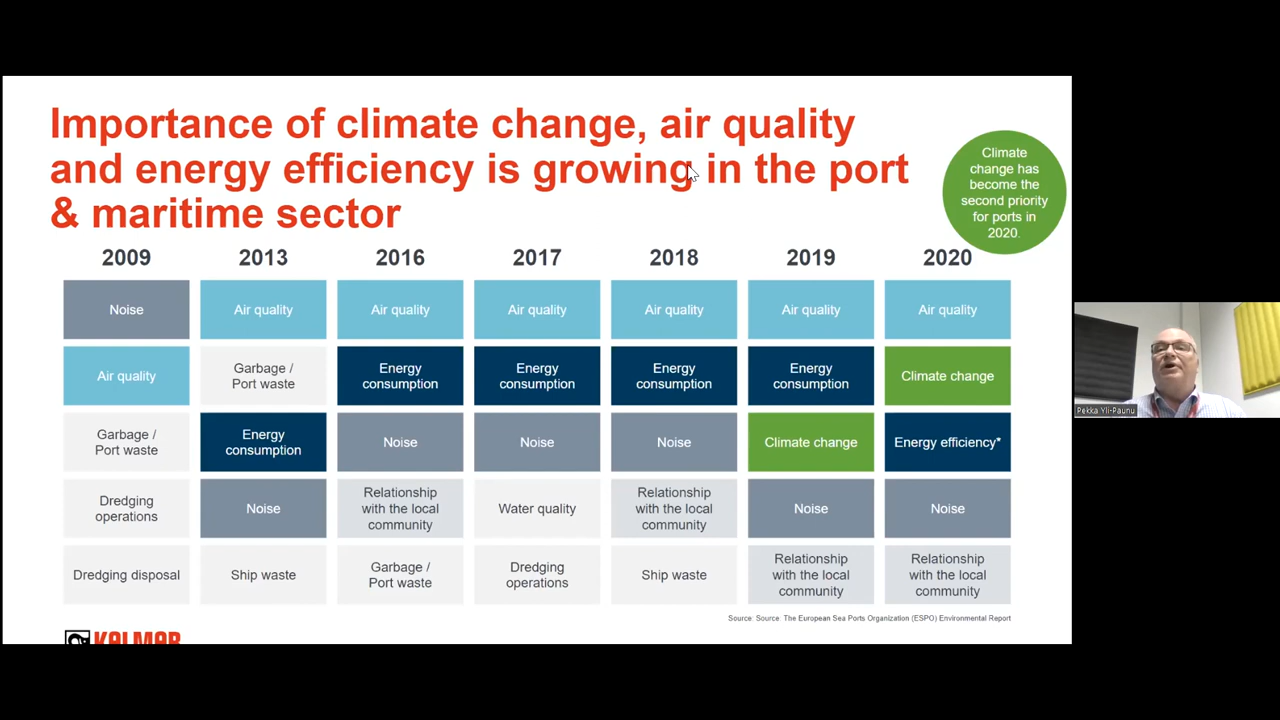 Importance of climate change, air quality
and energy efficiency is growing in the port
& maritime sector
Climate
change has
become the
second priority
for ports in
2020.
2009
2013
2016
2017
2018
2019
2020
Noise
Air quality
Air quality
Air quality
Air quality
Air quality
Air quality
Air quality
Garbage /
Port waste
Energy
consumption
Energy
consumption
Energy
consumption
Energy
consumption
Climate change
Garbage /
Port waste
Energy
consumption
Noise
Noise
Noise
Climate change
Energy efficiency*
Dredging
operations
Noise
Relationship
with the local
community
Water quality
Relationship
with the local
community
Noise
Noise
Dredging disposal
Ship waste
Garbage /
Port waste
Dredging
operations
Ship waste
Relationship
with the local
community
Relationship
with the local
community
Source: Source: The European Sea Ports Organization (ESPO) Environmental Report
KALMAR
Pekka Yli-Paunu